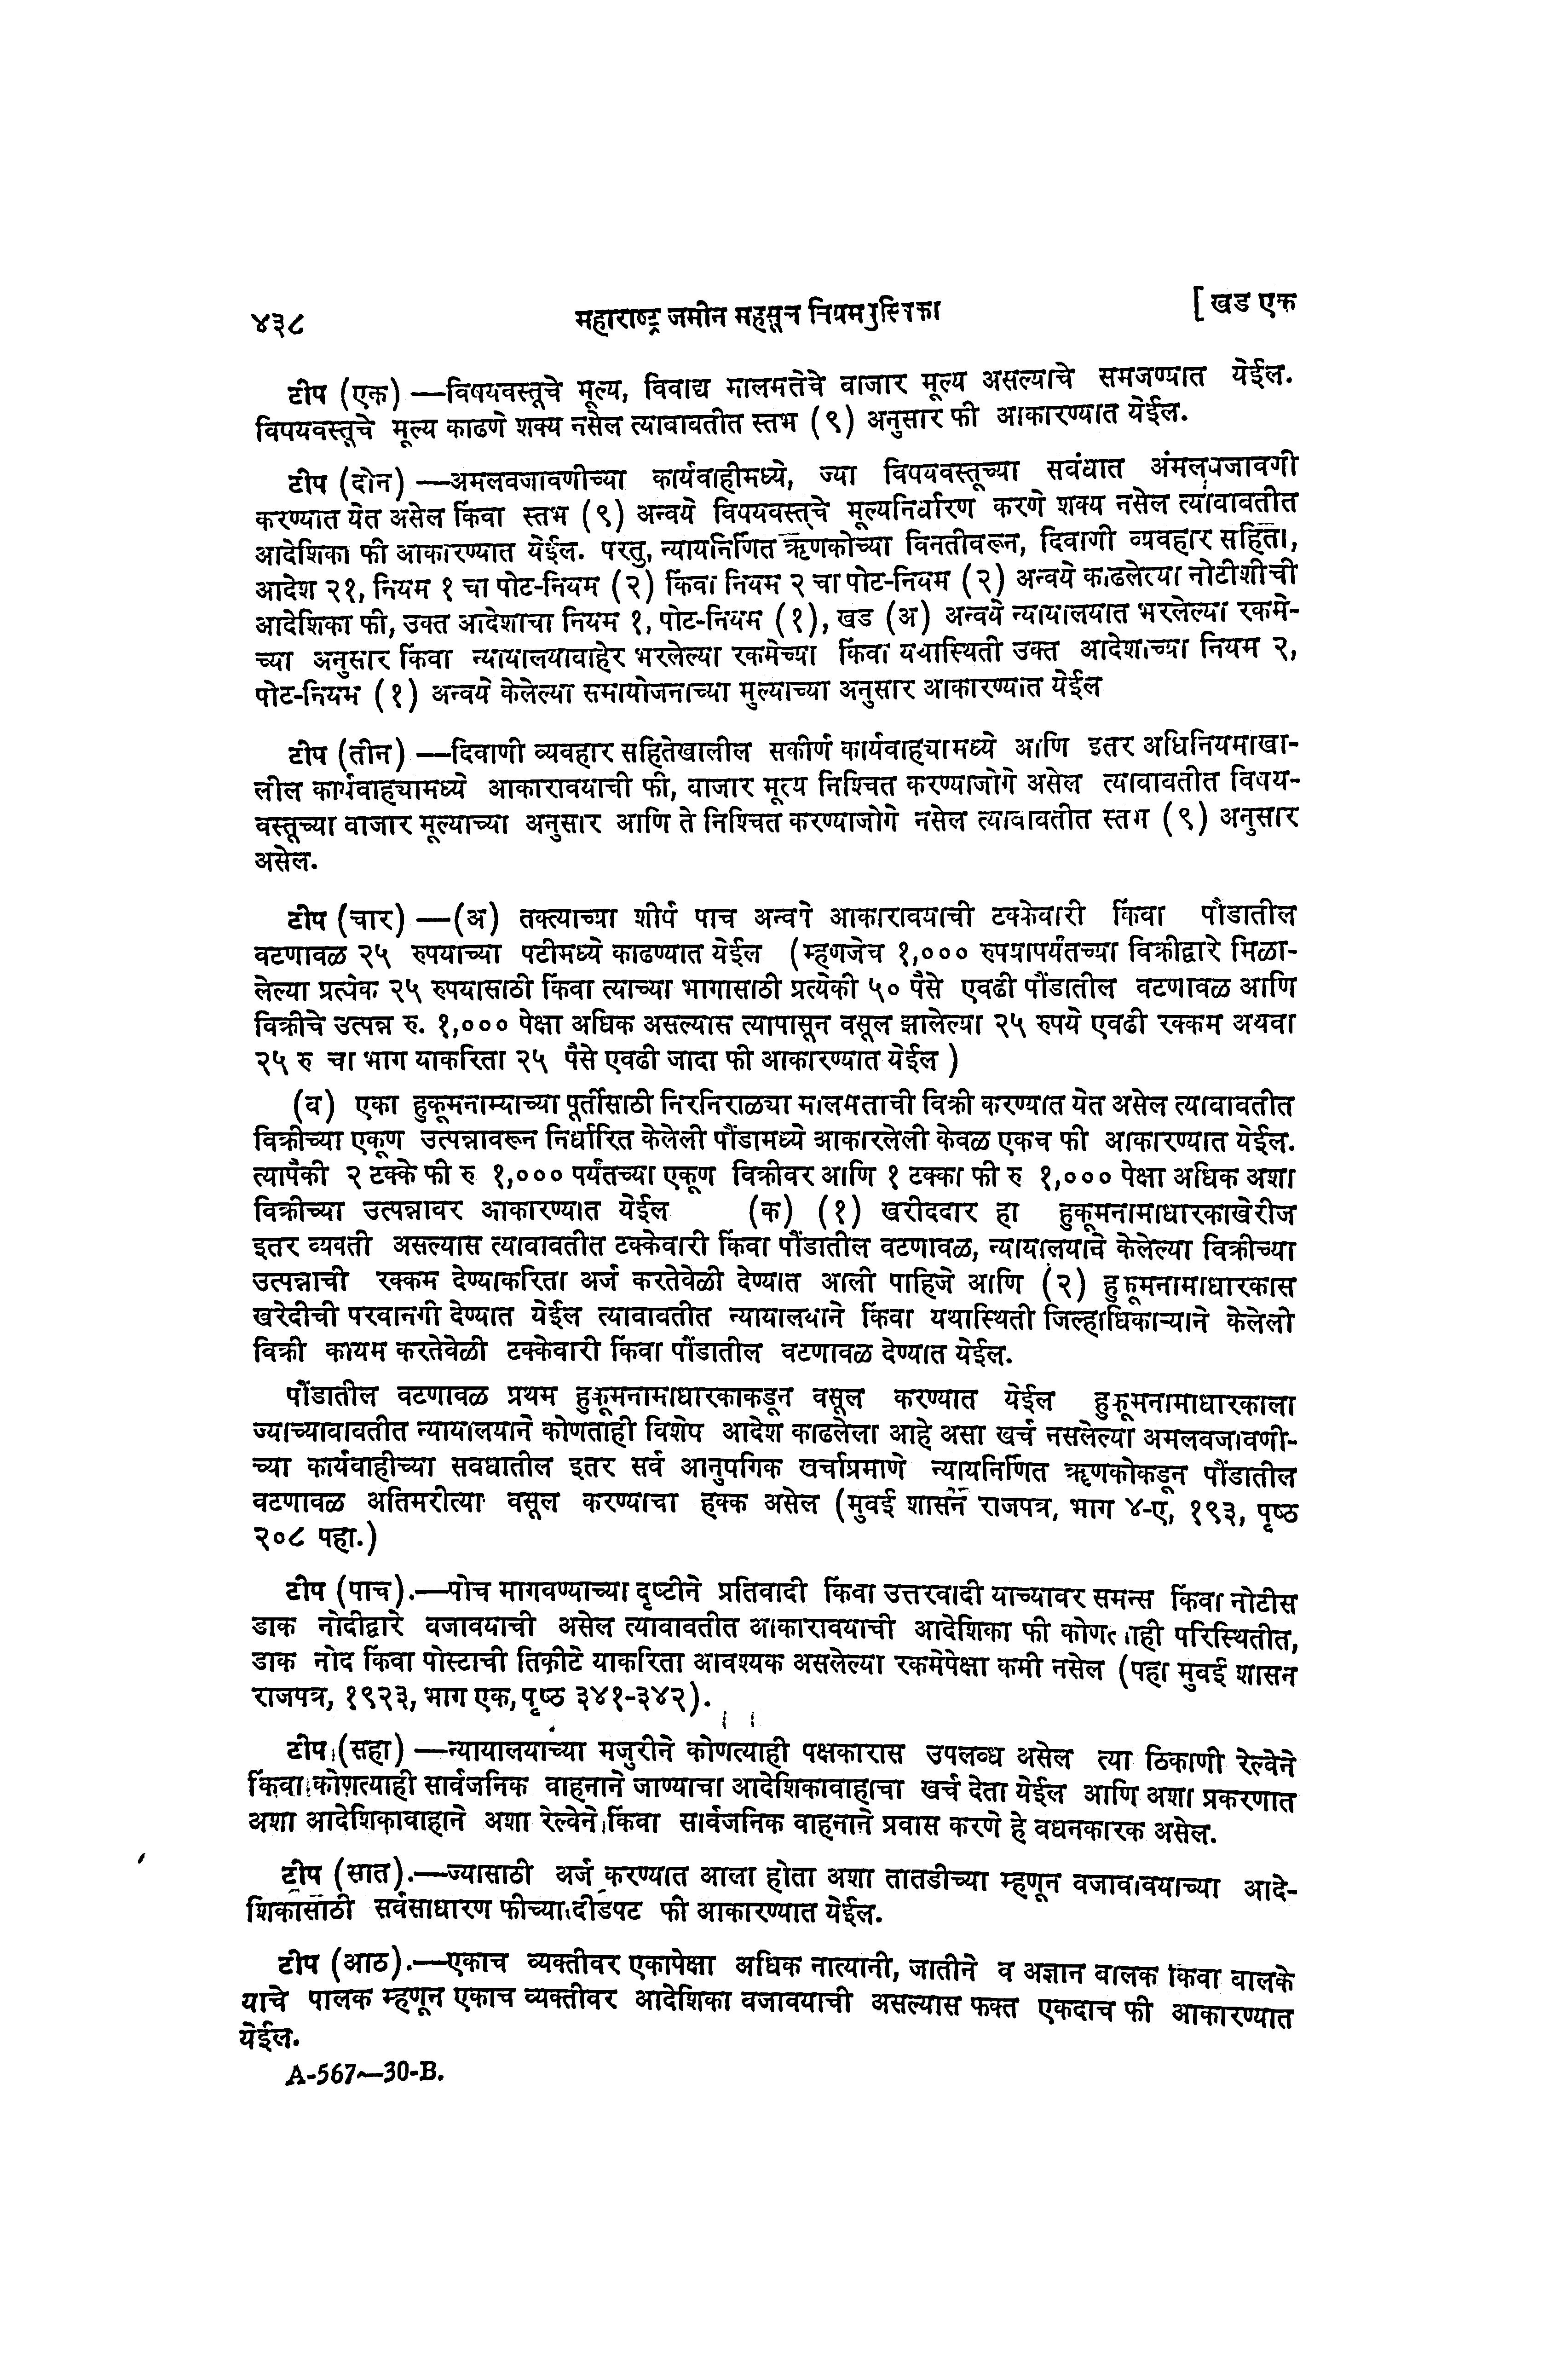 ४३८ महाराष्ट्र जमीन महसूल नियमपुस्तिका [ खंड एक
टीप (एक) —विषयवस्तूचे मूल्य, विवाद्य मालमत्तेचे बाजार मूल्य असल्याचे समजण्यात येईल.
विषयवस्तूचे मूल्य काढणे शक्य नसेल त्याबाबतीत स्तंभ (९) अनुसार फी आकारण्यात येईल.
टीप (दोन) —अंमलबजावणीच्या कार्यवाहीमध्ये, ज्या विषयवस्तूच्या संबंधात अंमलबजावणी
करण्यात येत असेल किंवा स्तंभ (९) अन्वये विषयवस्तूचे मूल्यनिर्धारण करणे शक्य नसेल त्याबाबतीत
आदेशिका फी आकारण्यात येईल. परंतु, न्यायनिर्णित ऋणकोच्या विनंतीवरून, दिवाणी व्यवहार संहिता,
आदेश २१, नियम १ चा पोट-नियम (२) किंवा नियम २ चा पोट-नियम (२) अन्वये काढलेल्या नोटीशीची
आदेशिका फी, उक्त आदेशाचा नियम १, पोट-नियम (१), खंड (अ) अन्वये न्यायालयात भरलेल्या रकमे-
च्या अनुसार किंवा न्यायालयाबाहेर भरलेल्या रकमेच्या किंवा यथास्थिती उक्त आदेशाच्या नियम २,
पोट-नियम (१) अन्वये केलेल्या समायोजनाच्या मुल्याच्या अनुसार आकारण्यात येईल
टीप (तीन) —दिवाणी व्यवहार संहितेखालील संकीर्ण कार्यवाह्यामध्ये आणि इतर अधिनियमाखा-
लील कार्यवाह्यामध्ये आकारावयाची फी, बाजार मूल्य निश्चित करण्याजोगे असेल त्याबाबतीत विषय-
वस्तूच्या बाजार मूल्याच्या अनुसार आणि ते निश्चित करण्याजोगे नसेल त्याबाबतीत स्तंभ (९) अनुसार
असेल.
टीप (चार) —(अ) तक्त्याच्या शीर्ष पाच अन्वये आकारावयाची टक्केवारी किंवा पौंडातील
वटणावळ २५ रुपयाच्या पटीमध्ये काढण्यात येईल (म्हणजेच १,००० रुपयापर्यंतच्या विक्रीद्वारे मिळा-
लेल्या प्रत्येक २५ रुपयासाठी किंवा त्याच्या भागासाठी प्रत्येकी ५० पैसे एवढी पौंडातील वटणावळ आणि
विक्रीचे उत्पन्न रु. १,००० पेक्षा अधिक असल्यास त्यापासून वसूल झालेल्या २५ रुपये एवढी रक्कम अथवा
२५ रु चा भाग याकरिता २५ पैसे एवढी जादा फी आकारण्यात येईल )
(ब) एका हुकूमनाम्याच्या पूर्तीसाठी निरनिराळ्या मालमत्ताची विक्री करण्यात येत असेल त्याबाबतीत
विक्रीच्या एकूण उत्पन्नावरून निर्धारित केलेली पौंडामध्ये आकारलेली केवळ एकच फी आकारण्यात येईल.
त्यापैकी २ टक्के फी रु १,००० पर्यंतच्या एकूण विक्रीवर आणि १ टक्का फी रु १,००० पेक्षा अधिक अशा
विक्रीच्या उत्पन्नावर आकारण्यात येईल (क) (१) खरीददार हा हुकूमनामाधारकाखेरीज
इतर व्यक्ती असल्यास त्याबाबतीत टक्केवारी किंवा पौंडातील वटणावळ, न्यायालयाने केलेल्या विक्रीच्या
उत्पन्नाची रक्कम देण्याकरिता अर्ज करतेवेळी देण्यात आली पाहिजे आणि (२) हुकूमनामाधारकास
खरेदीची परवानगी देण्यात येईल त्याबाबतीत न्यायालयाने किंवा यथास्थिती जिल्हाधिकाऱ्याने केलेली
विक्री कायम करतेवेळी टक्केवारी किंवा पौंडातील वटणावळ देण्यात येईल.
पौंडातील वटणावळ प्रथम हुकूमनामाधारकाकडून वसूल करण्यात येईल हुकूमनामाधारकाला
ज्याच्याबाबतीत न्यायालयाने कोणताही विशेष आदेश काढलेला आहे असा खर्च नसलेल्या अंमलबजावणी-
च्या कार्यवाहीच्या संबंधातील इतर सर्व आनुषंगिक खर्चाप्रमाणे न्यायनिर्णित ऋणकोकडून पौंडातील
वटणावळ अंतिमरीत्या वसूल करण्याचा हक्क असेल (मुंबई शासन राजपत्र, भाग ४-ए, १९३, पृष्ठ
२०८ पहा.)
टीप (पाच).—पोच मागवण्याच्या दृष्टीने प्रतिवादी किंवा उत्तरवादी याच्यावर समन्स किंवा नोटीस
डाक नोंदीद्वारे बजावयाची असेल त्याबाबतीत आकारावयाची आदेशिका फी कोणत्याही परिस्थितीत,
डाक नोंद किंवा पोस्टाची तिकीटे याकरिता आवश्यक असलेल्या रकमेपेक्षा कमी नसेल (पहा मुंबई शासन
राजपत्र, १९२३, भाग एक, पृष्ठ ३४१-३४२).
टीप (सहा) —न्यायालयाच्या मंजुरीने कोणत्याही पक्षकारास उपलब्ध असेल त्या ठिकाणी रेल्वेने
किंवा कोणत्याही सार्वजनिक वाहनाने जाण्याचा आदेशिकावाहाचा खर्च देता येईल आणि अशा प्रकरणात
अशा आदेशिकावाहाने अशा रेल्वेने किंवा सार्वजनिक वाहनाने प्रवास करणे हे बंधनकारक असेल.
टीप (सात).—ज्यासाठी अर्ज करण्यात आला होता अशा तातडीच्या म्हणून बजावावयाच्या आदे-
शिकासाठी सर्वसाधारण फीच्या दीडपट फी आकारण्यात येईल.
टीप (आठ).—एकाच व्यक्तीवर एकापेक्षा अधिक नात्यानी, जातीने व अज्ञान बालक किंवा बालके
याचे पालक म्हणून एकाच व्यक्तीवर आदेशिका बजावयाची असल्यास फक्त एकदाच फी आकारण्यात
येईल.
A-567—30-B.